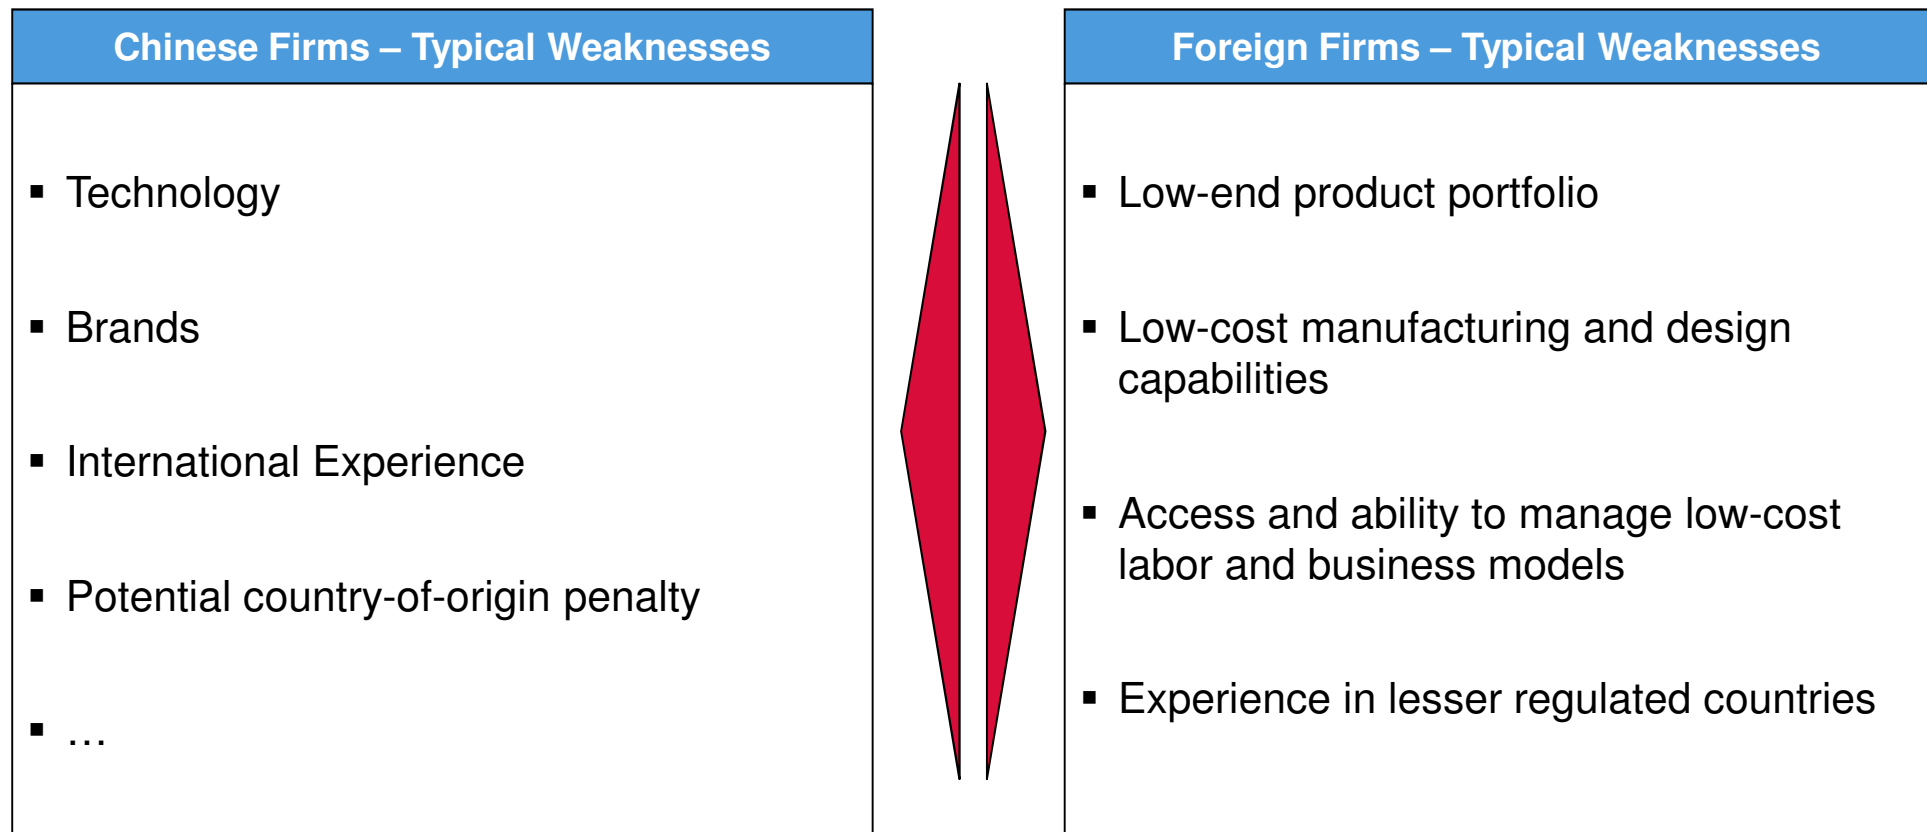 Chinese Firms – Typical Weaknesses
▪ Technology
▪ Brands
▪ International Experience
▪ Potential country-of-origin penalty
▪ …
Foreign Firms – Typical Weaknesses
▪ Low-end product portfolio
▪ Low-cost manufacturing and design
capabilities
▪ Access and ability to manage low-cost
labor and business models
▪ Experience in lesser regulated countries